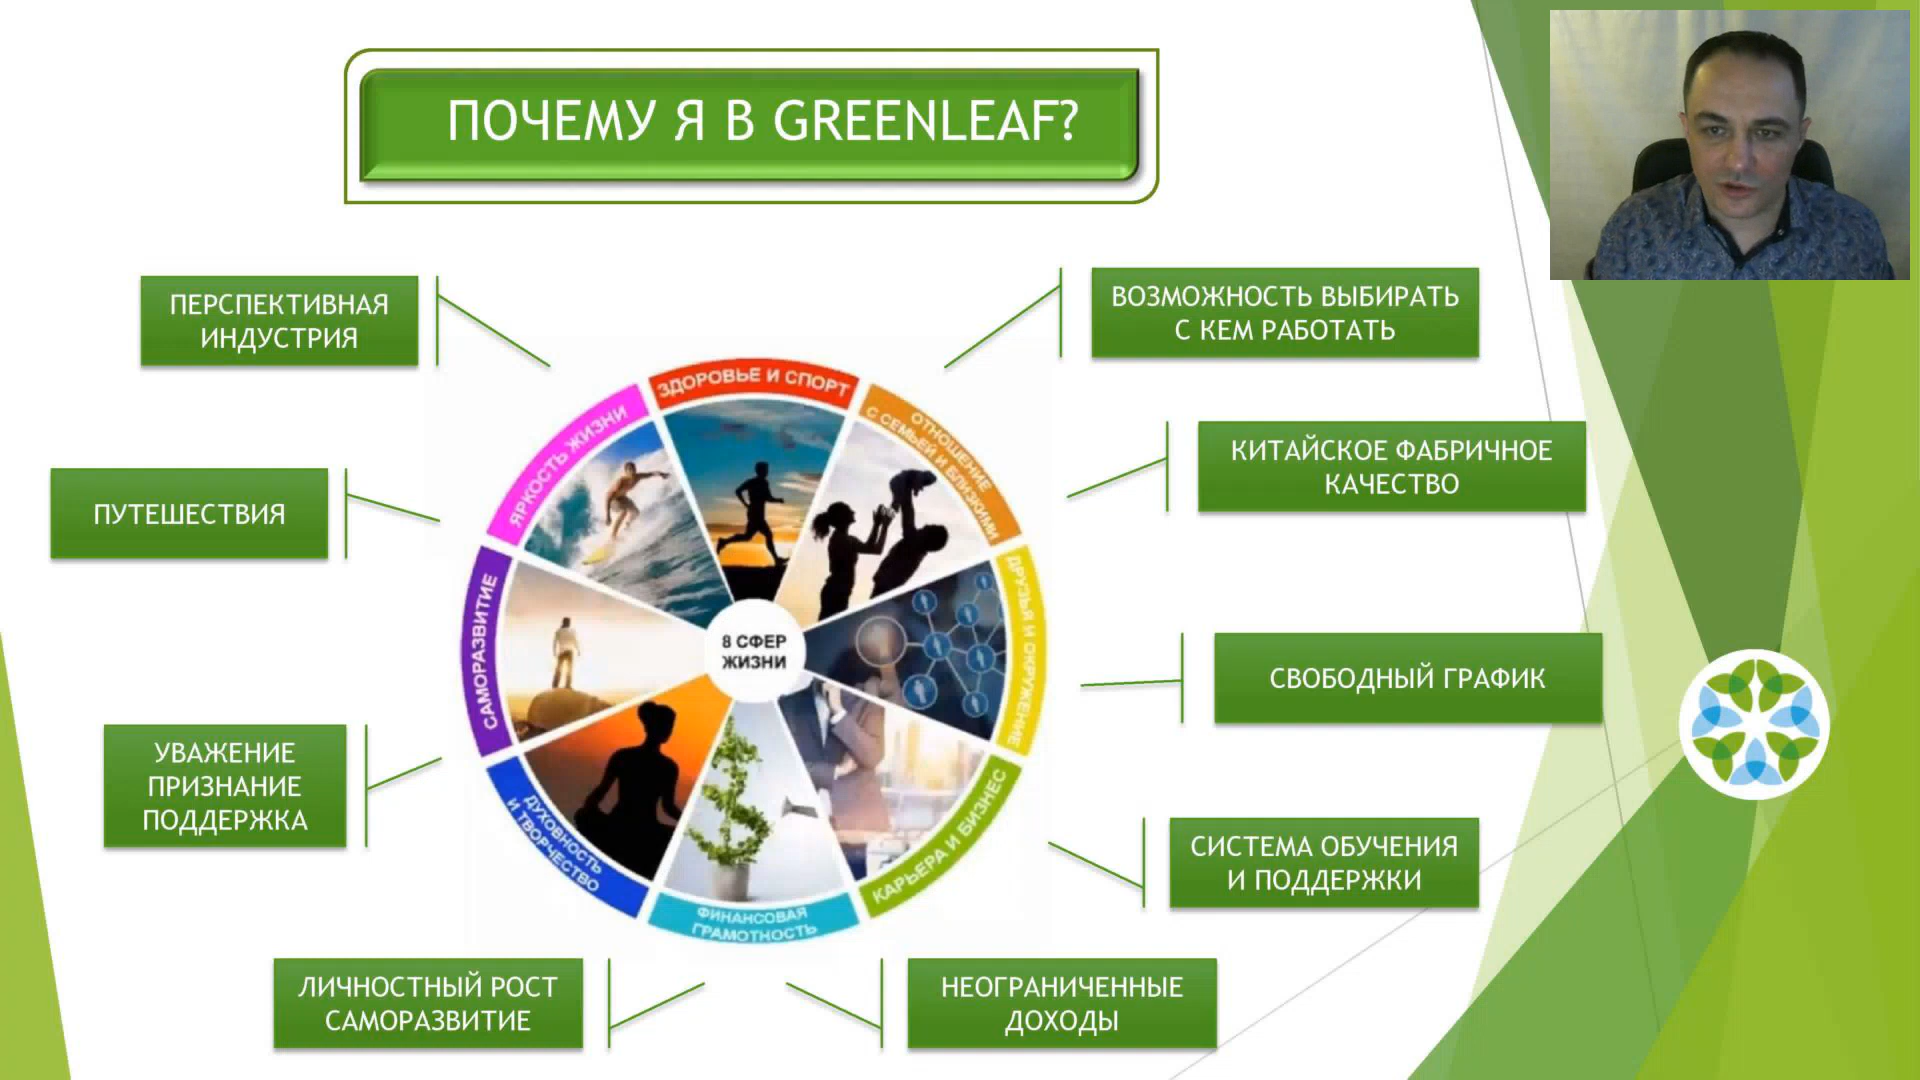 ПОЧЕМУ Я В GREENLEAF?
ПЕРСПЕКТИВНАЯ
ИНДУСТРИЯ
ВОЗМОЖНОСТЬ ВЫБИРАТЬ
С КЕМ РАБОТАТЬ
ПУТЕШЕСТВИЯ
КИТАЙСКОЕ ФАБРИЧНОЕ
КАЧЕСТВО
СВОБОДНЫЙ ГРАФИК
УВАЖЕНИЕ
ПРИЗНАНИЕ
ПОДДЕРЖКА
СИСТЕМА ОБУЧЕНИЯ
И ПОДДЕРЖКИ
ЛИЧНОСТНЫЙ РОСТ
САМОРАЗВИТИЕ
НЕОГРАНИЧЕННЫЕ
ДОХОДЫ
8 СФЕР
ЖИЗНИ
ЗДОРОВЬЕ И СПОРТ
ОТНОШЕНИЕ
С СЕМЬЕЙ И БЛИЗКИМИ
ДРУЗЬЯ И ОКРУЖЕНИЕ
КАРЬЕРА И БИЗНЕС
ФИНАНСОВАЯ
ГРАМОТНОСТЬ
ДУХОВНОСТЬ
И ТВОРЧЕСТВО
САМОРАЗВИТИЕ
ЯРКОСТЬ ЖИЗНИ